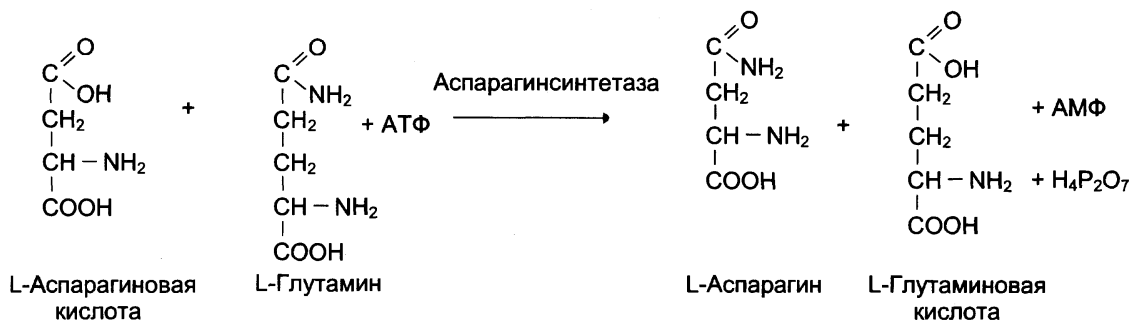 O
C
OH
CH2
CH – NH2
COOH
+
O
C
NH2
CH2
CH2
CH – NH2
COOH
+ АТФ
Аспарагинсинтетаза
O
C
NH2
CH2
CH – NH2
COOH
+
O
C
OH
CH2
CH2
CH – NH2
COOH
+ АМФ
+ H4P2O7
L-Аспарагиновая
кислота
L-Глутамин
L-Аспарагин
L-Глутаминовая
кислота